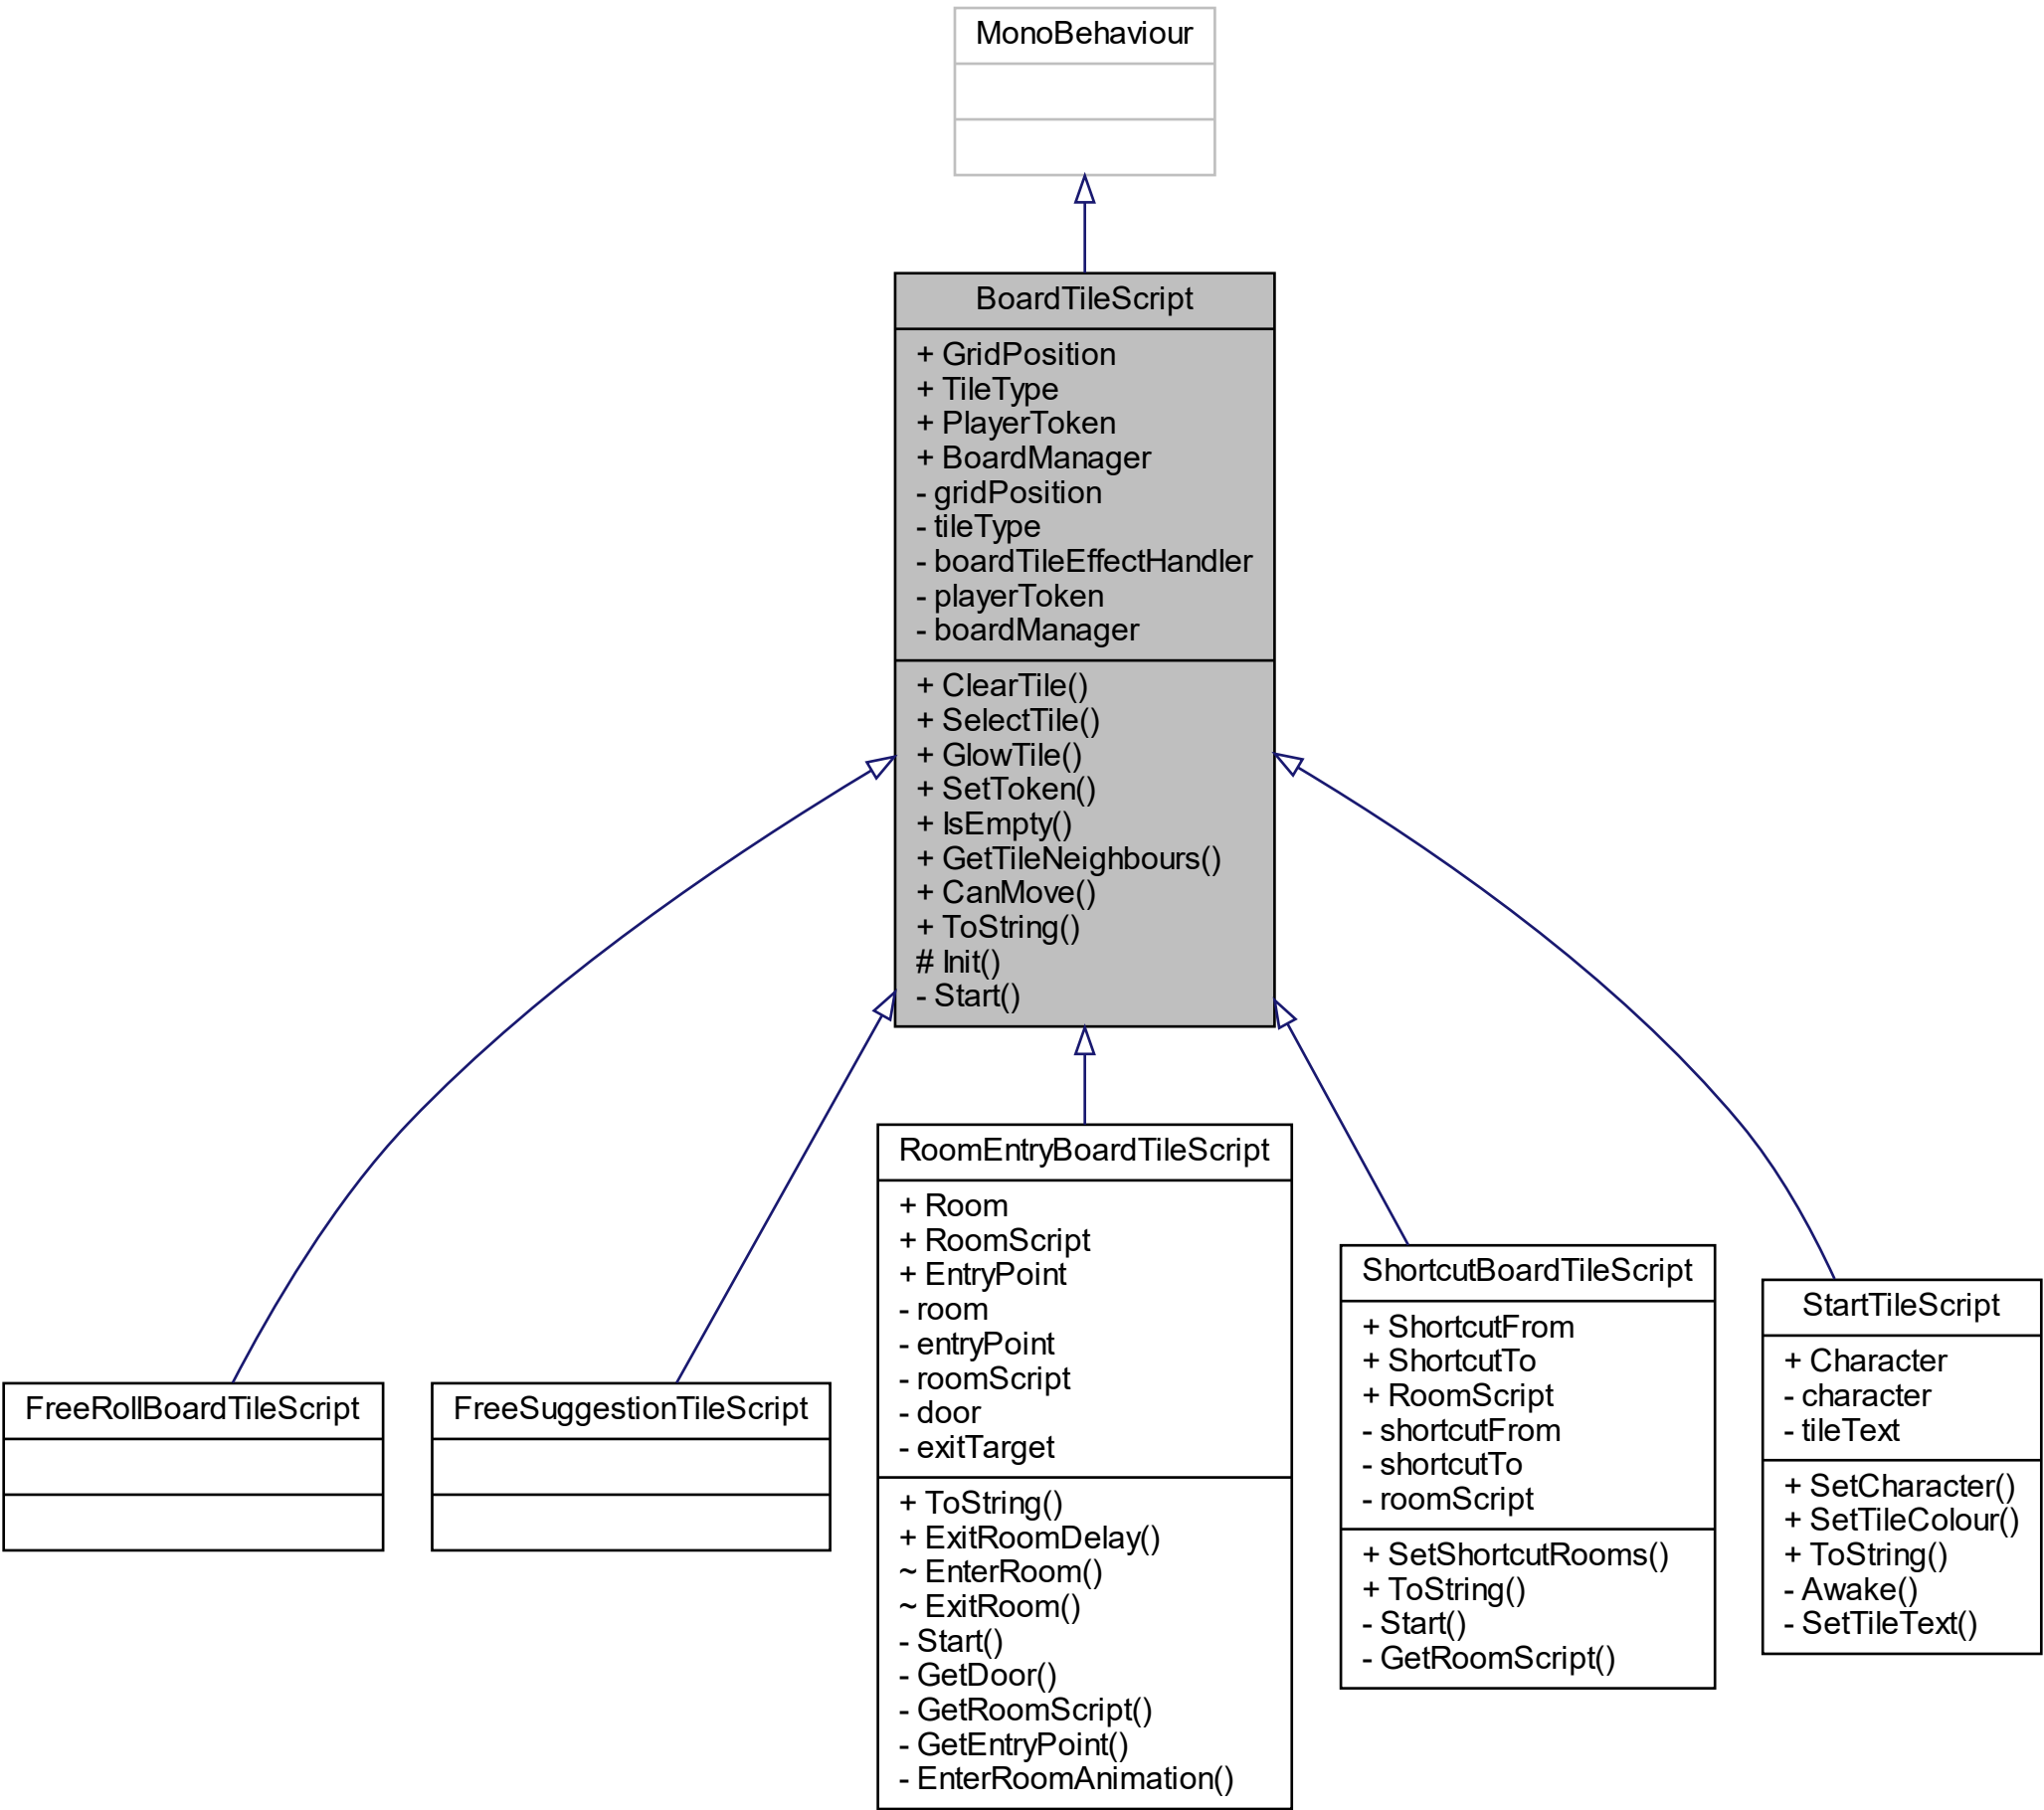 MonoBehaviour
BoardTileScript
+ GridPosition
+ TileType
+ PlayerToken
+ BoardManager
- gridPosition
- tileType
- boardTileEffectHandler
- playerToken
- boardManager
+ ClearTile()
+ SelectTile()
+ GlowTile()
+ SetToken()
+ IsEmpty()
+ GetTileNeighbours()
+ CanMove()
+ ToString()
# Init()
- Start()
FreeRollBoardTileScript
FreeSuggestionTileScript
RoomEntryBoardTileScript
+ Room
+ RoomScript
+ EntryPoint
- room
- entryPoint
- roomScript
- door
- exitTarget
+ ToString()
+ ExitRoomDelay()
~ EnterRoom()
~ ExitRoom()
- Start()
- GetDoor()
- GetRoomScript()
- GetEntryPoint()
- EnterRoomAnimation()
ShortcutBoardTileScript
+ ShortcutFrom
+ ShortcutTo
+ RoomScript
- shortcutFrom
- shortcutTo
- roomScript
+ SetShortcutRooms()
+ ToString()
- Start()
- GetRoomScript()
StartTileScript
+ Character
- character
- tileText
+ SetCharacter()
+ SetTileColour()
+ ToString()
- Awake()
- SetTileText()